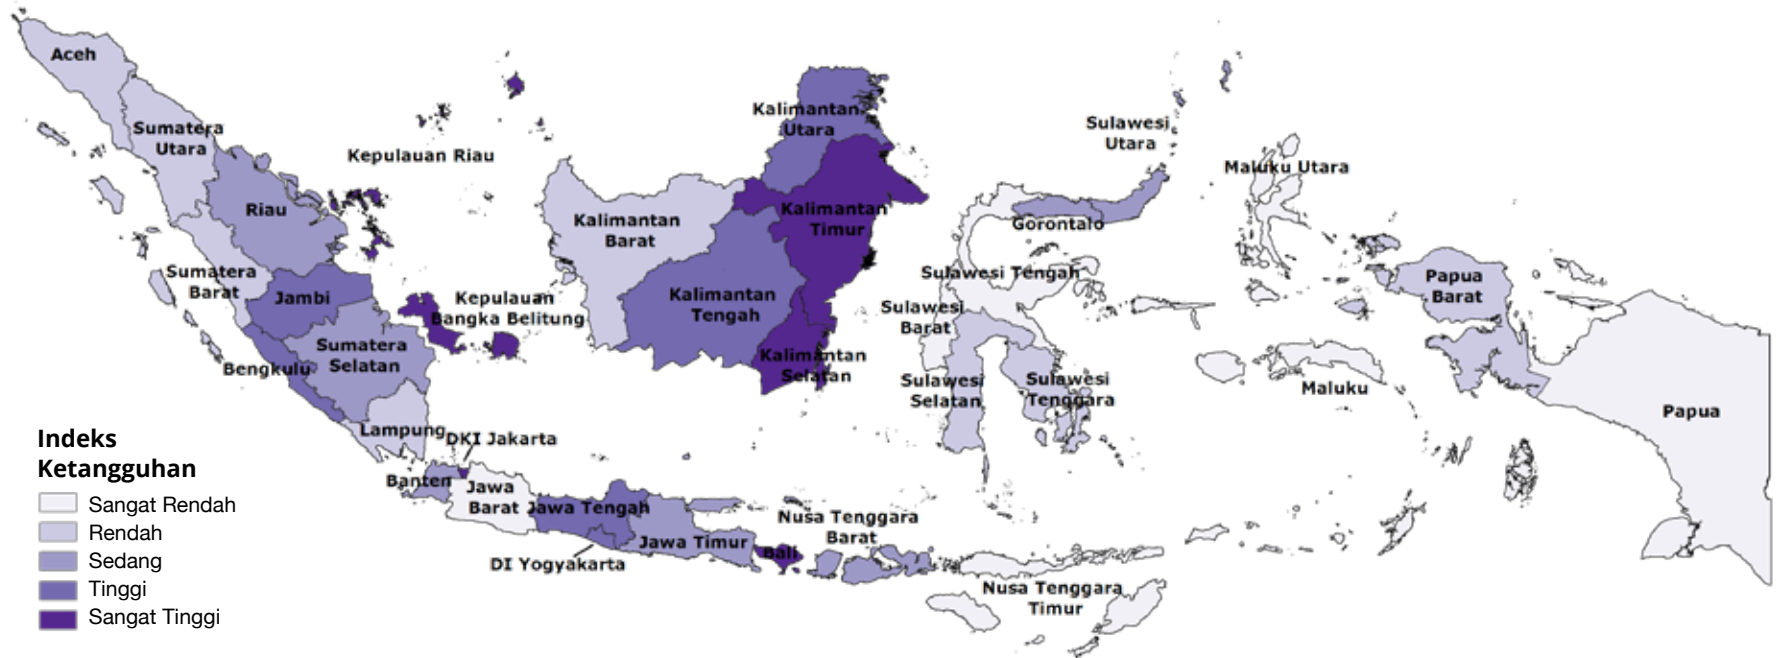 Aceh
Sumatera
Utara
Kepulauan Riau
Riau
Sumatera
Barat
Jambi
Kepulauan
Bangka Belitung
Sumatera
Selatan
Bengkulu
Lampung
DKI Jakarta
Banten
Jawa
Barat
Jawa Tengah
DI Yogyakarta
Jawa Timur
Bali
Nusa Tenggara
Barat
Nusa Tenggara
Timur
Kalimantan
Utara
Kalimantan
Barat
Kalimantan
Timur
Kalimantan
Tengah
Kalimantan
Selatan
Sulawesi
Utara
Gorontalo
Sulawesi Tengah
Sulawesi
Barat
Sulawesi
Selatan
Sulawesi
Tenggara
Maluku Utara
Maluku
Papua
Barat
Papua
Indeks
Ketangguhan
Sangat Rendah
Rendah
Sedang
Tinggi
Sangat Tinggi